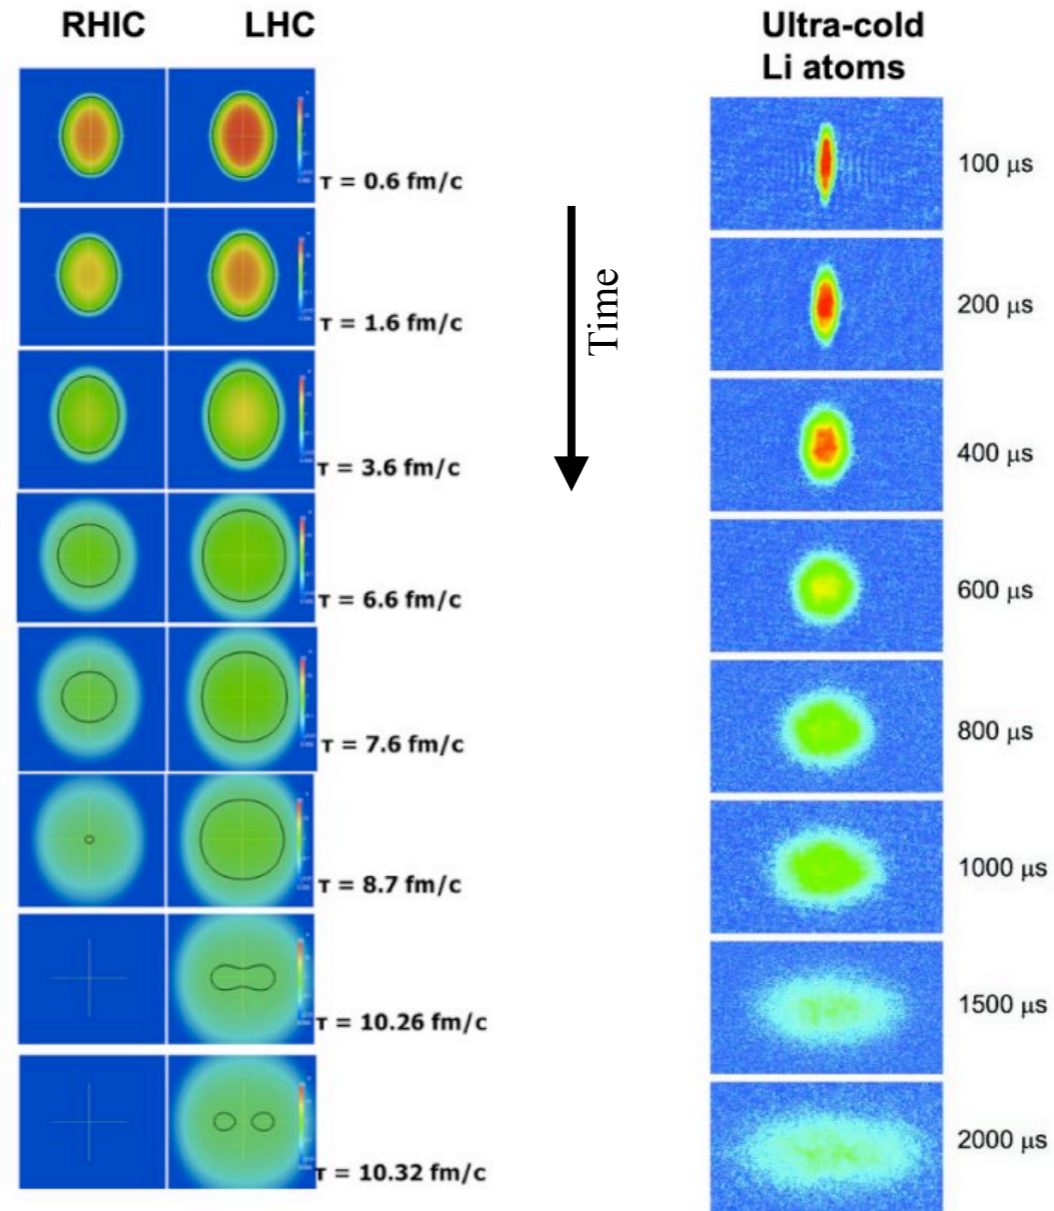 RHIC
LHC
τ = 0.6 fm/c
τ = 1.6 fm/c
τ = 3.6 fm/c
τ = 6.6 fm/c
τ = 7.6 fm/c
τ = 8.7 fm/c
τ = 10.26 fm/c
τ = 10.32 fm/c
Time
Ultra-cold
Li atoms
100 μs
200 μs
400 μs
600 μs
800 μs
1000 μs
1500 μs
2000 μs